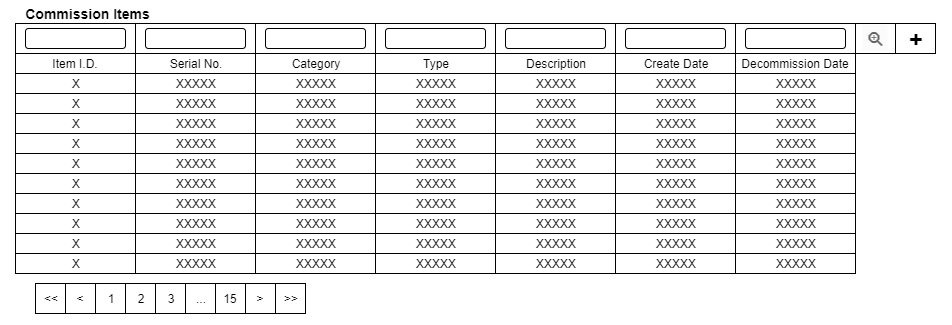 Commission Items
+
Item I.D. Serial No. Category Type Description Create Date Decommission Date
X XXXXX XXXXX XXXXX XXXXX XXXXX XXXXX
X XXXXX XXXXX XXXXX XXXXX XXXXX XXXXX
X XXXXX XXXXX XXXXX XXXXX XXXXX XXXXX
X XXXXX XXXXX XXXXX XXXXX XXXXX XXXXX
X XXXXX XXXXX XXXXX XXXXX XXXXX XXXXX
X XXXXX XXXXX XXXXX XXXXX XXXXX XXXXX
X XXXXX XXXXX XXXXX XXXXX XXXXX XXXXX
X XXXXX XXXXX XXXXX XXXXX XXXXX XXXXX
X XXXXX XXXXX XXXXX XXXXX XXXXX XXXXX
X XXXXX XXXXX XXXXX XXXXX XXXXX XXXXX
<< < 1 2 3 ... 15 > >>